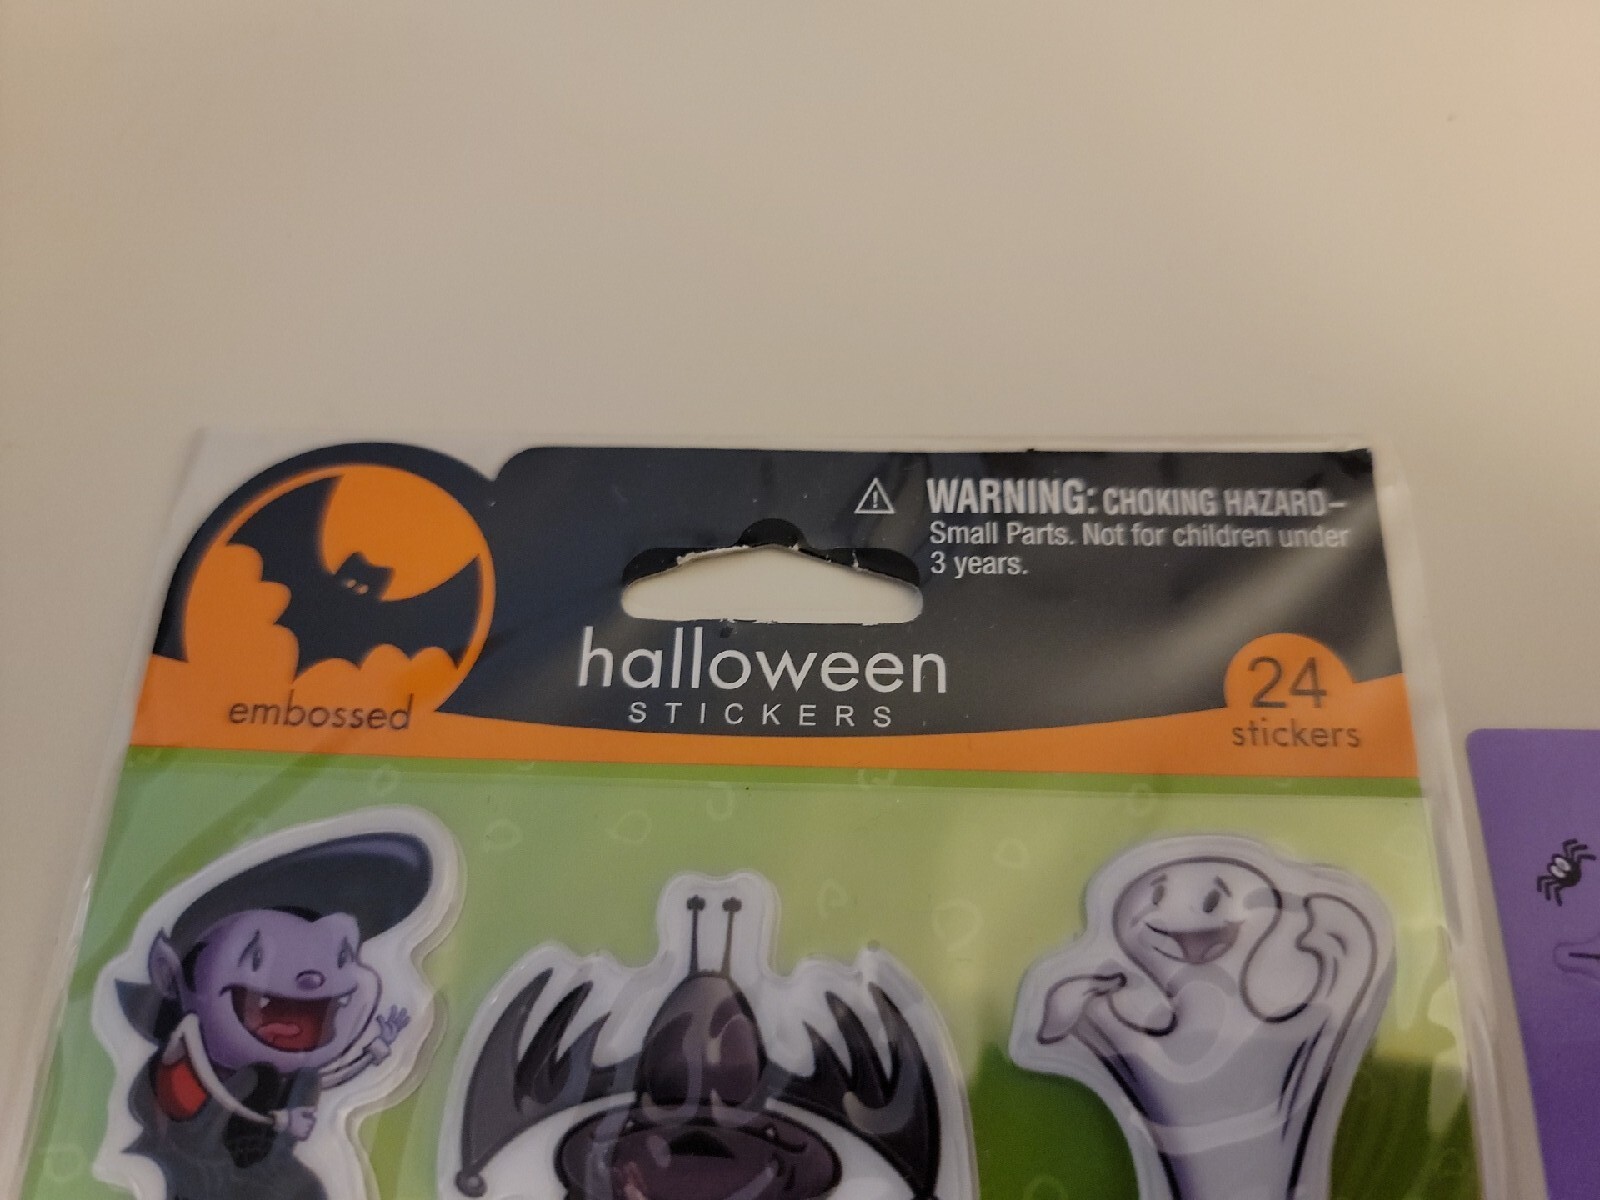 WARNING: CHOKING HAZARD–
Small Parts. Not for children under
3 years.
halloween
STICKERS
embossed
24
stickers